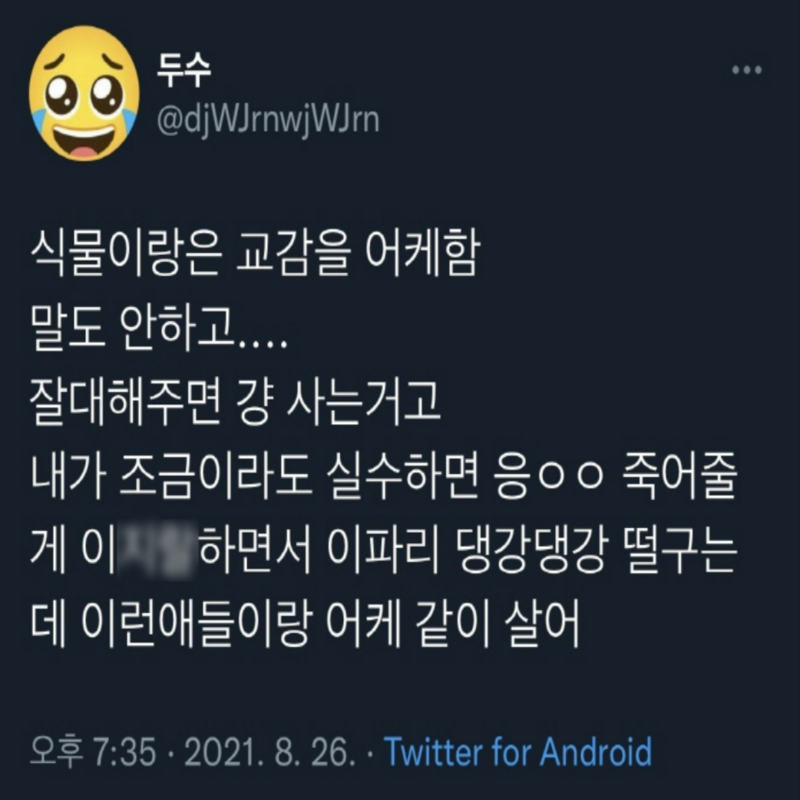 두수
@djWJrnwjWJrn
식물이랑은 교감을 어케함
말도 안하고....
잘대해주면 걍 사는거고
내가 조금이라도 실수하면 응ㅇㅇ 죽어줄
게 이하면서 이파리 댕강댕강 떨구는
데 이런애들이랑 어케 같이 살어
오후 7:35 · 2021. 8. 26. · Twitter for Android